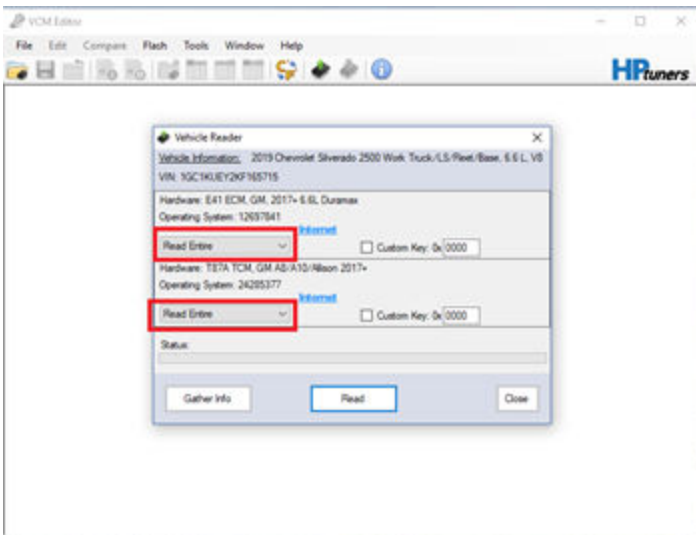 VCM Editor
File Edit Compare Flash Tools Window Help
HPtuners
Vehicle Reader
Vehicle Information: 2019 Chevrolet Silverado 2500 Work Truck/LS/Fleet/Base, 6.6 L, V8
VIN: 1GC1KUEY2KF165715
Hardware: E41 ECM, GM, 2017+ 6.6L Duramax
Operating System: 12697841
Internet
Read Entire
Custom Key: 0x 0000
Hardware: T87A TCM, GM A8/A10/Allison 2017+
Operating System: 24285377
Internet
Read Entire
Custom Key: 0x 0000
Status:
Gather Info Read Close